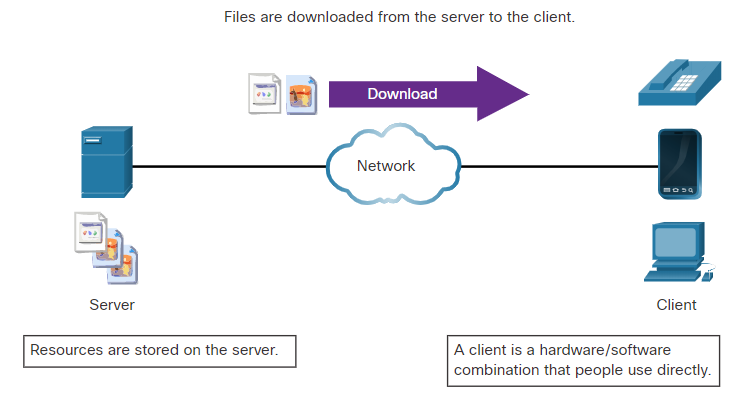 Files are downloaded from the server to the client.
Download
Network
Server
Client
Resources are stored on the server.
A client is a hardware/software
combination that people use directly.